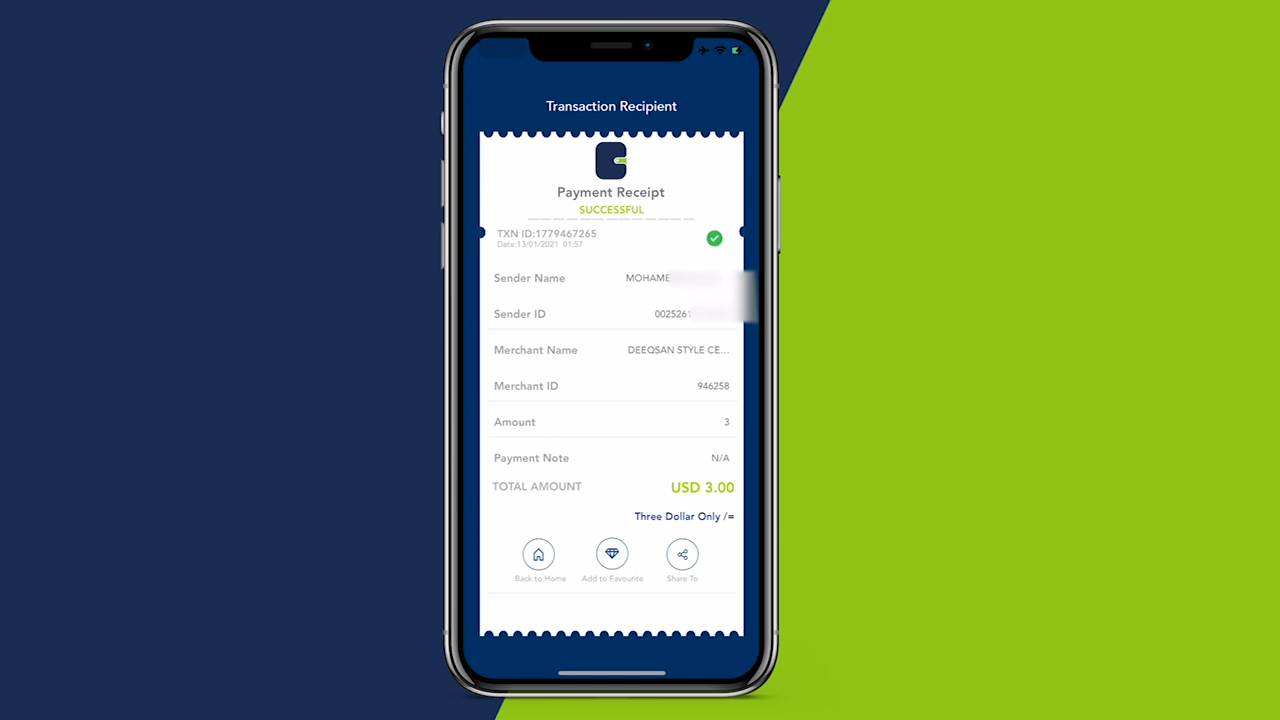 Transaction Recipient
Payment Receipt
SUCCESSFUL
TXN ID:1779467265
Date:13/01/2021 01:57
Sender Name MOHAME
Sender ID 0025261
Merchant Name DEEQSAN STYLE CE...
Merchant ID 946258
Amount 3
Payment Note N/A
TOTAL AMOUNT USD 3.00
Three Dollar Only /=
Back to Home Add to Favourite Share To